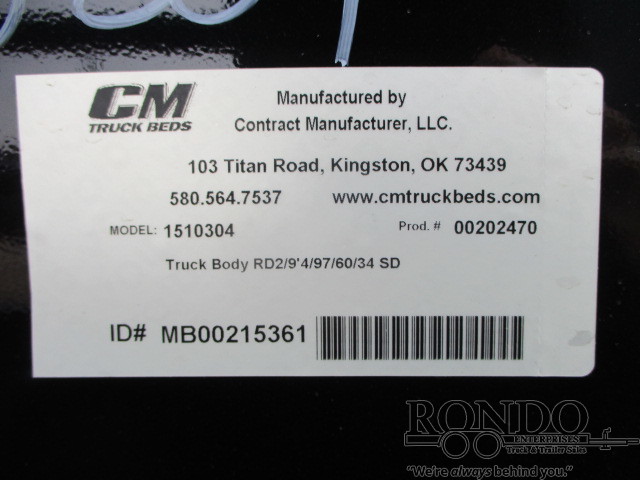 CM
TRUCK BEDS
Manufactured by
Contract Manufacturer, LLC.
103 Titan Road, Kingston, OK 73439
580.564.7537 www.cmtruckbeds.com
MODEL: 1510304 Prod. # 00202470
Truck Body RD2/9'4/97/60/34 SD
ID# MB00215361
RONDO
ENTERPRISES
Truck & Trailer Sales
"We're always behind you."